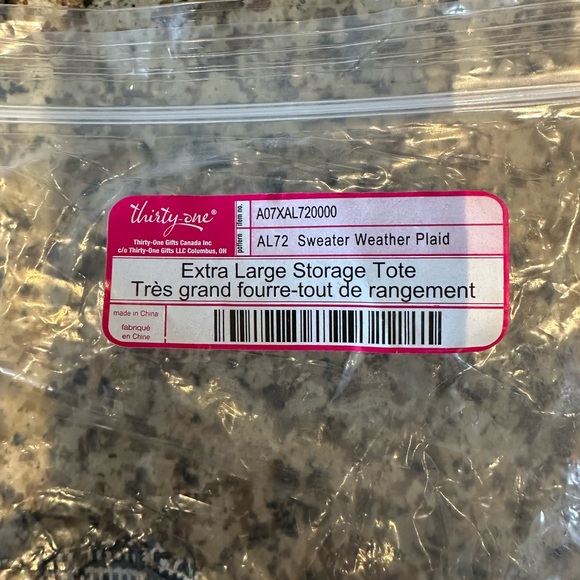 thirty-one®
Thirty-One Gifts Canada Inc
c/o Thirty-One Gifts LLC Columbus, OH
item no. A07XAL720000
pattern AL72 Sweater Weather Plaid
Extra Large Storage Tote
Très grand fourre-tout de rangement
made in China
fabriqué
en Chine